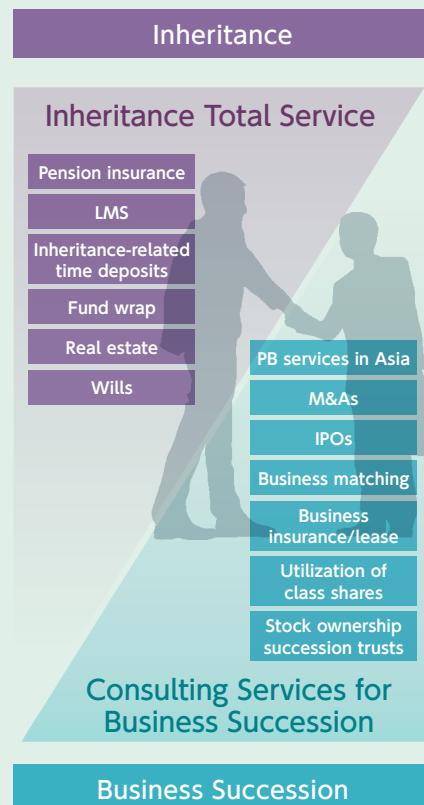 Inheritance
Inheritance Total Service
Pension insurance
LMS
Inheritance-related
time deposits
Fund wrap
Real estate
Wills
PB services in Asia
M&As
IPOs
Business matching
Business
insurance/lease
Utilization of
class shares
Stock ownership
succession trusts
Consulting Services for
Business Succession
Business Succession